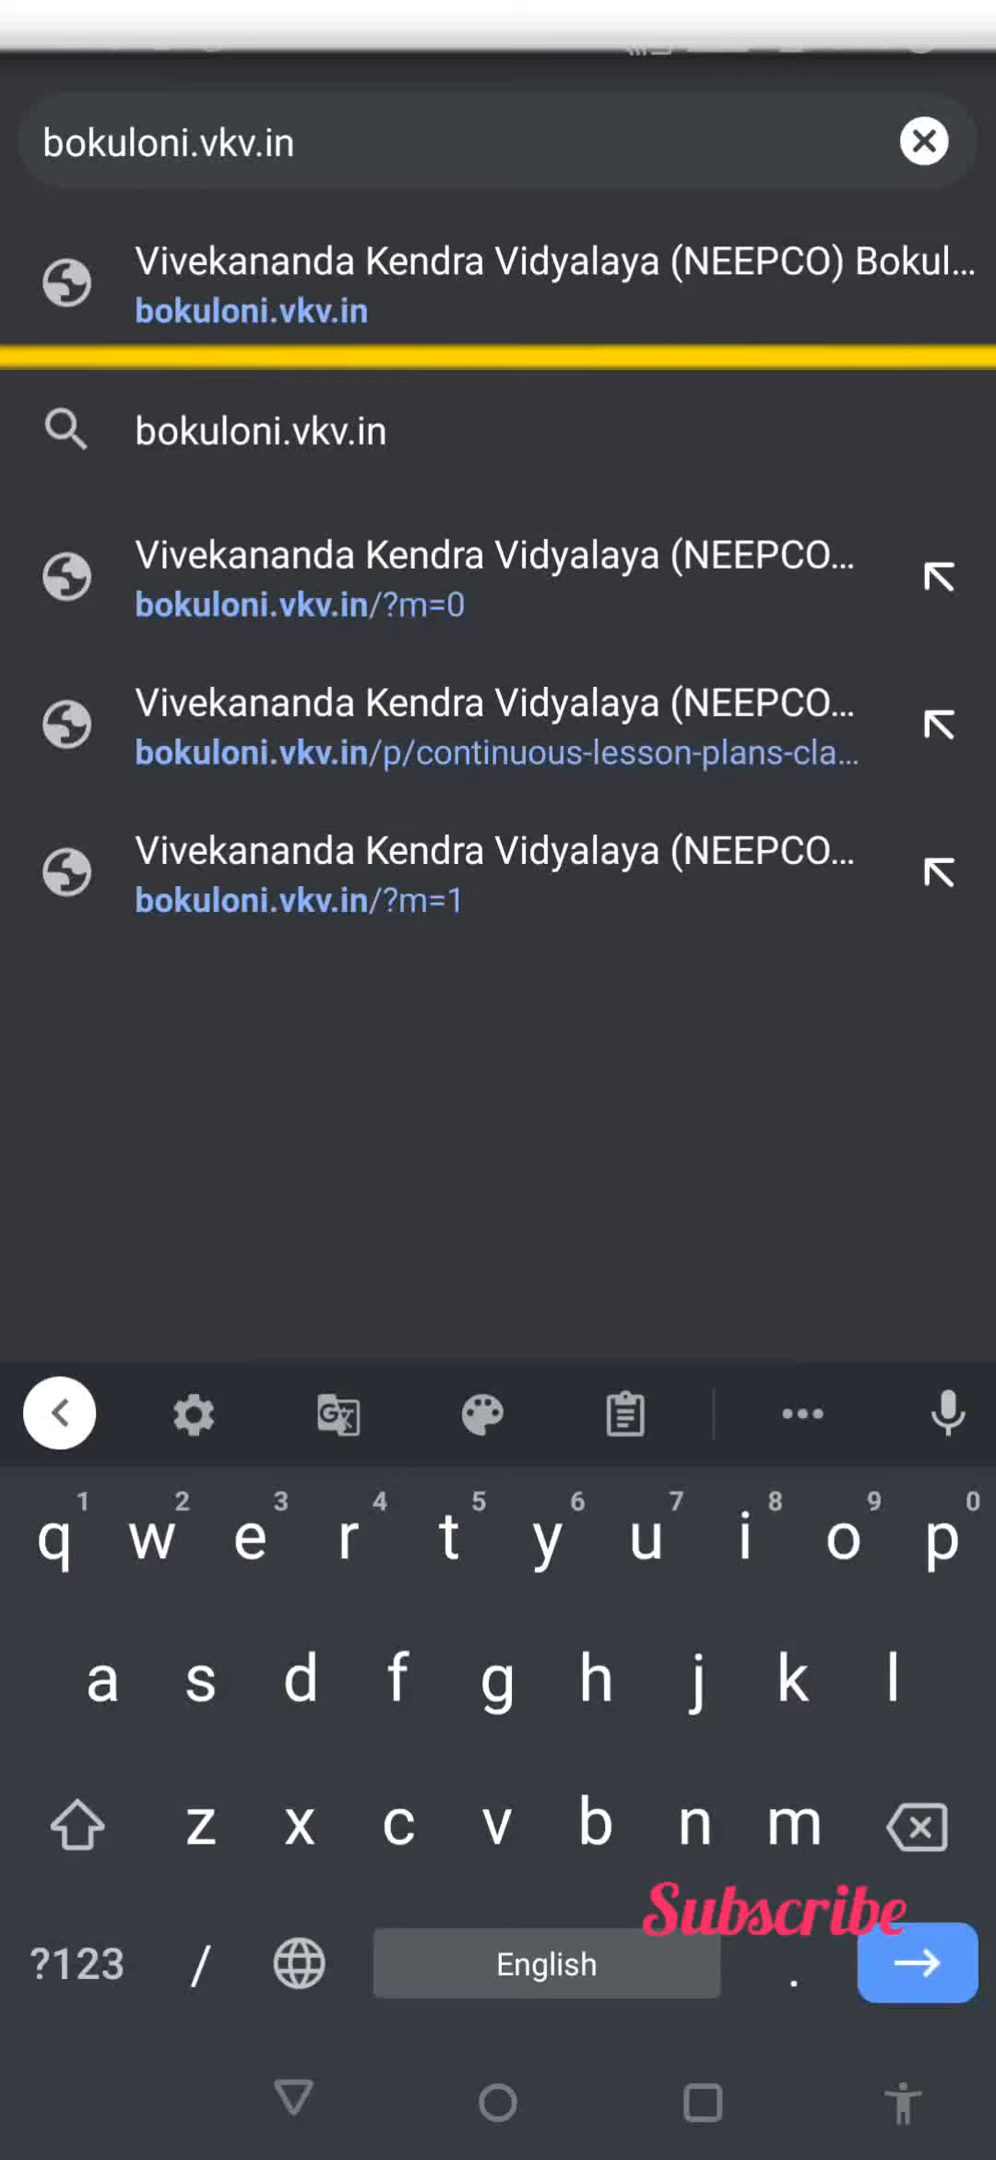 bokuloni.vkv.in
Vivekananda Kendra Vidyalaya (NEEPCO) Bokul...
bokuloni.vkv.in
bokuloni.vkv.in
Vivekananda Kendra Vidyalaya (NEEPCO...
bokuloni.vkv.in/?m=0
Vivekananda Kendra Vidyalaya (NEEPCO...
bokuloni.vkv.in/p/continuous-lesson-plans-cla...
Vivekananda Kendra Vidyalaya (NEEPCO...
bokuloni.vkv.in/?m=1
1 2 3 4 5 6 7 8 9 0
q w e r t y u i o p
a s d f g h j k l
z x c v b n m
Subscribe
?123 / English .